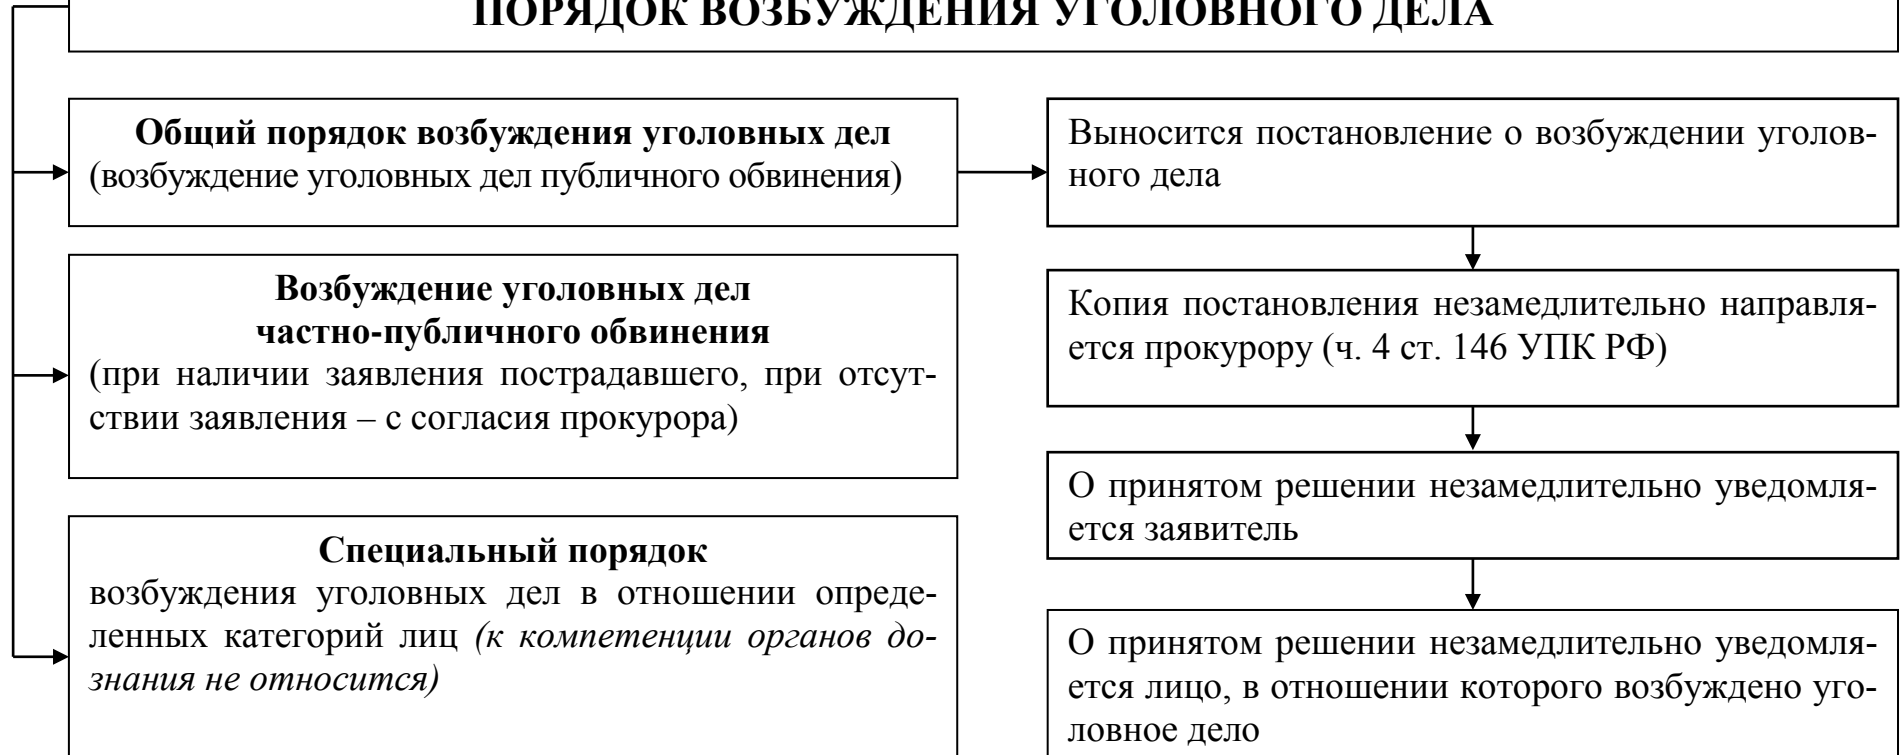 ПОРЯДОК ВОЗБУЖДЕНИЯ УГОЛОВНОГО ДЕЛА
Общий порядок возбуждения уголовных дел
(возбуждение уголовных дел публичного обвинения)
Возбуждение уголовных дел
частно-публичного обвинения
(при наличии заявления пострадавшего, при отсут-
ствии заявления – с согласия прокурора)
Специальный порядок
возбуждения уголовных дел в отношении опреде-
ленных категорий лиц (к компетенции органов до-
знания не относится)
Выносится постановление о возбуждении уголов-
ного дела
Копия постановления незамедлительно направля-
ется прокурору (ч. 4 ст. 146 УПК РФ)
О принятом решении незамедлительно уведомля-
ется заявитель
О принятом решении незамедлительно уведомля-
ется лицо, в отношении которого возбуждено уго-
ловное дело